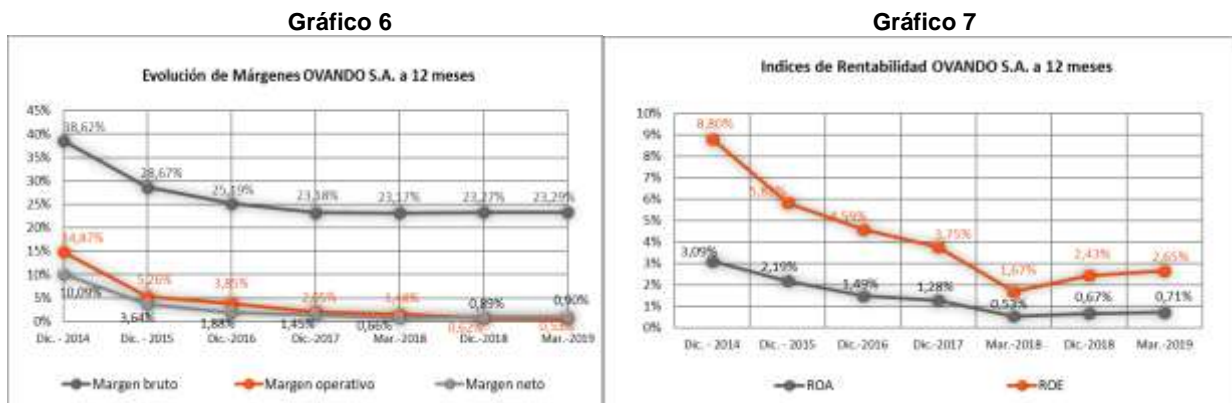 Gráfico 6
Evolución de Márgenes OVANDO S.A. a 12 meses
45%
40%
35%
30%
25%
20%
15%
10%
5%
0%
38,62%
28,67%
25,19%
23,18%
23,17%
23,27%
23,29%
14,47%
5,26%
3,85%
10,09%
3,64%
1,88%
1,45%
0,66%
0,89%
0,90%
0,62%
Dic. - 2014
Dic. - 2015
Dic.-2016
Dic.-2017
Mar.-2018
Dic.-2018
Mar.-2019
Margen bruto
Margen operativo
Margen neto
Gráfico 7
Indices de Rentabilidad OVANDO S.A. a 12 meses
10%
9%
8%
7%
6%
5%
4%
3%
2%
1%
0%
8,80%
4,59%
3,75%
1,67%
2,43%
2,65%
3,09%
2,19%
1,49%
1,28%
0,53%
0,67%
0,71%
Dic. - 2014
Dic. - 2015
Dic.-2016
Dic.-2017
Mar.-2018
Dic.-2018
Mar.-2019
ROA
ROE